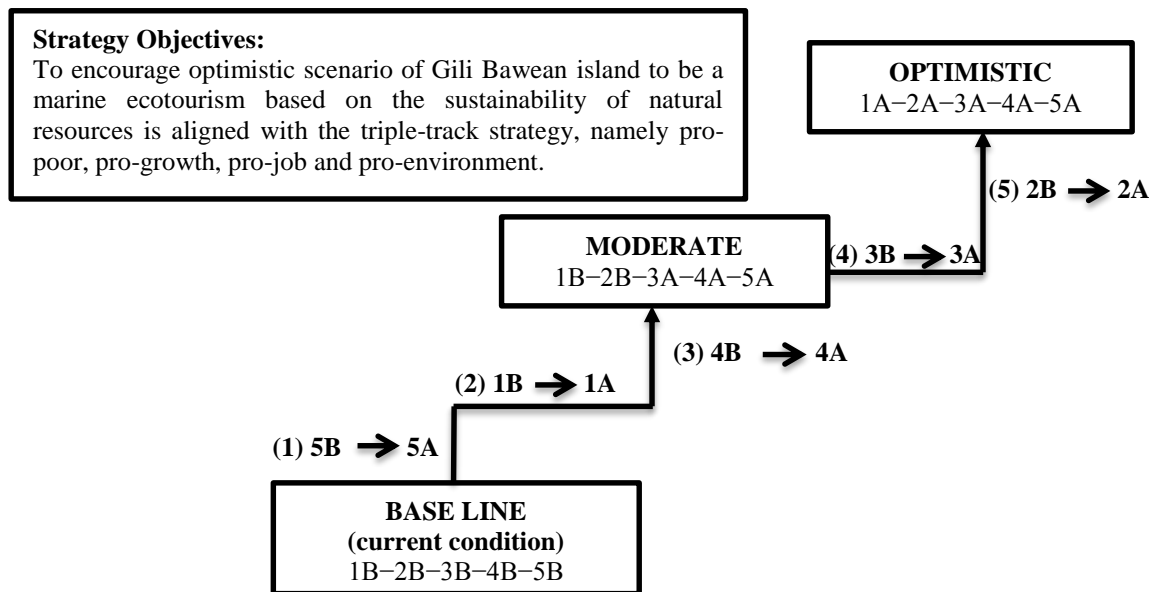 Strategy Objectives:
To encourage optimistic scenario of Gili Bawean island to be a
marine ecotourism based on the sustainability of natural
resources is aligned with the triple-track strategy, namely pro-
poor, pro-growth, pro-job and pro-environment.
OPTIMISTIC
1A−2A−3A−4A−5A
(5) 2B → 2A
MODERATE
1B−2B−3A−4A−5A
(4) 3B → 3A
(3) 4B → 4A
(2) 1B → 1A
(1) 5B → 5A
BASE LINE
(current condition)
1B−2B−3B−4B−5B